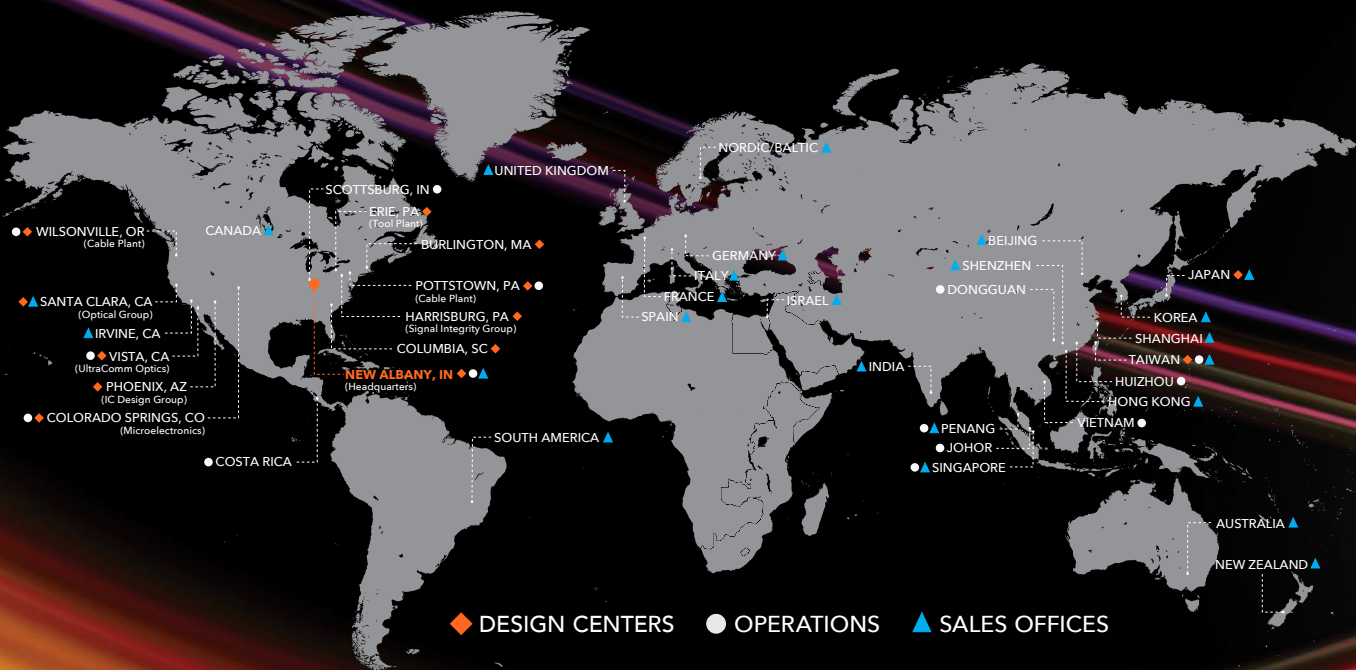 NORDIC/BALTIC
UNITED KINGDOM
SCOTTSBURG, IN
ERIE, PA
(Tool Plant)
WILSONVILLE, OR
(Cable Plant)
CANADA
BURLINGTON, MA
BEIJING
GERMANY
SHENZHEN
ITALY
JAPAN
POTTSTOWN, PA
(Cable Plant)
DONGGUAN
FRANCE
ISRAEL
SANTA CLARA, CA
(Optical Group)
HARRISBURG, PA
(Signal Integrity Group)
SPAIN
KOREA
IRVINE, CA
SHANGHAI
COLUMBIA, SC
VISTA, CA
(UltraComm Optics)
TAIWAN
INDIA
NEW ALBANY, IN
(Headquarters)
HUIZHOU
PHOENIX, AZ
(IC Design Group)
HONG KONG
COLORADO SPRINGS, CO
(Microelectronics)
VIETNAM
PENANG
SOUTH AMERICA
JOHOR
COSTA RICA
SINGAPORE
AUSTRALIA
NEW ZEALAND
DESIGN CENTERS
OPERATIONS
SALES OFFICES